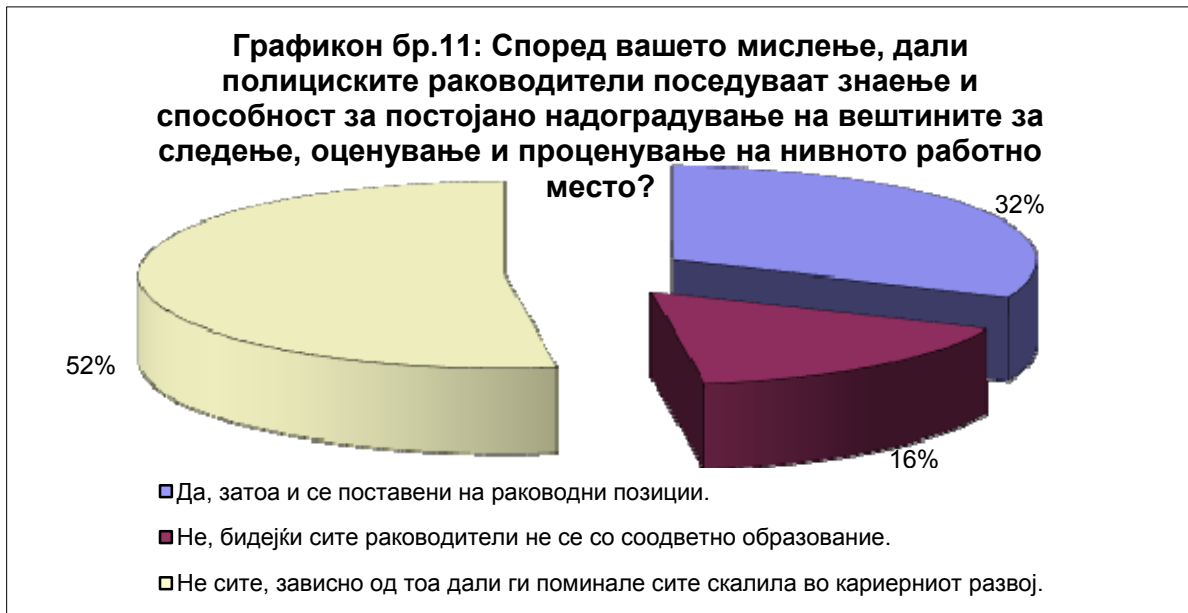 Графикон бр.11: Според вашето мислење, дали
полициските раководители поседуваат знаење и
способност за постојано надоградување на вештините за
следење, оценување и проценување на нивното работно
место?
32%
52%
16%
Да, затоа и се поставени на раководни позиции.
Не, бидејќи сите раководители не се со соодветно образование.
Не сите, зависно од тоа дали ги поминале сите скалила во кариерниот развој.